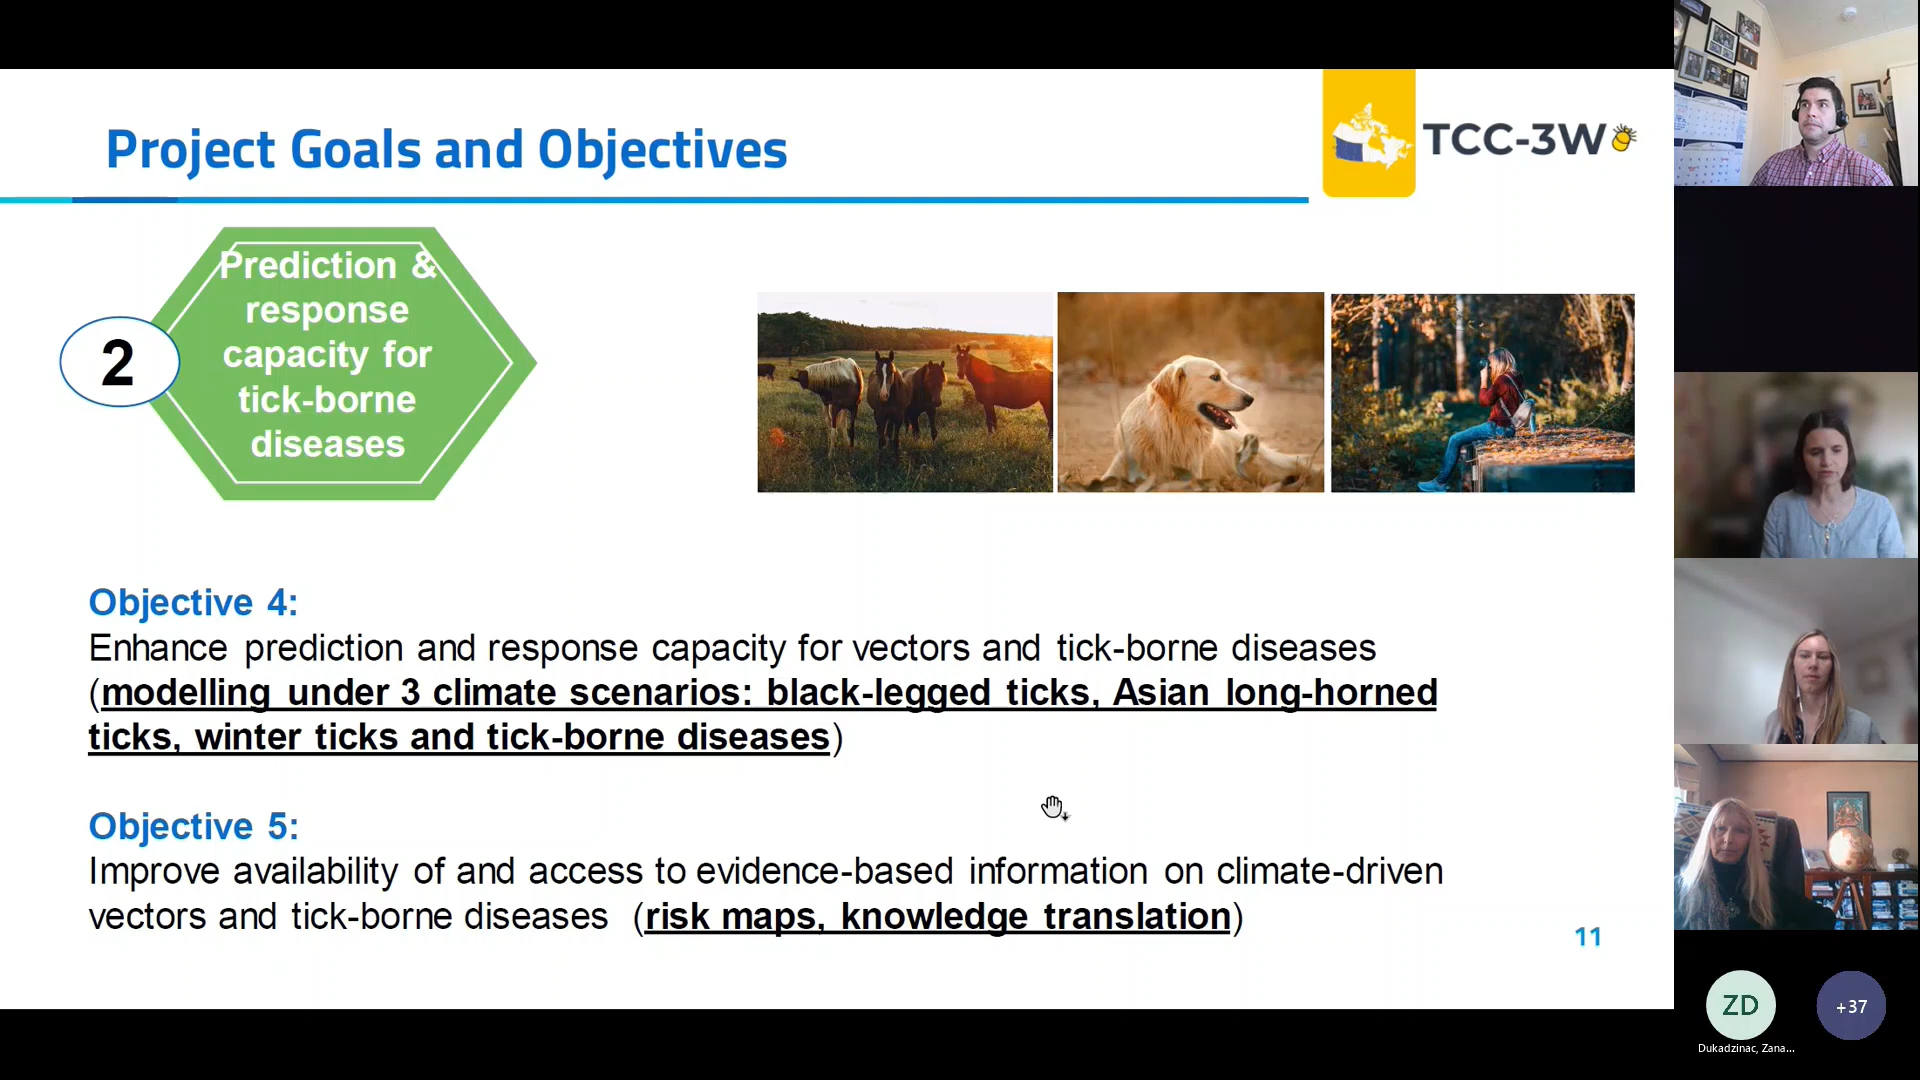 Project Goals and Objectives
TCC-3W
Prediction &
response
capacity for
tick-borne
diseases
2
Objective 4:
Enhance prediction and response capacity for vectors and tick-borne diseases
(modelling under 3 climate scenarios: black-legged ticks, Asian long-horned
ticks, winter ticks and tick-borne diseases)
Objective 5:
Improve availability of and access to evidence-based information on climate-driven
vectors and tick-borne diseases (risk maps, knowledge translation)
11
ZD
+37
Dukadzinac, Zana...